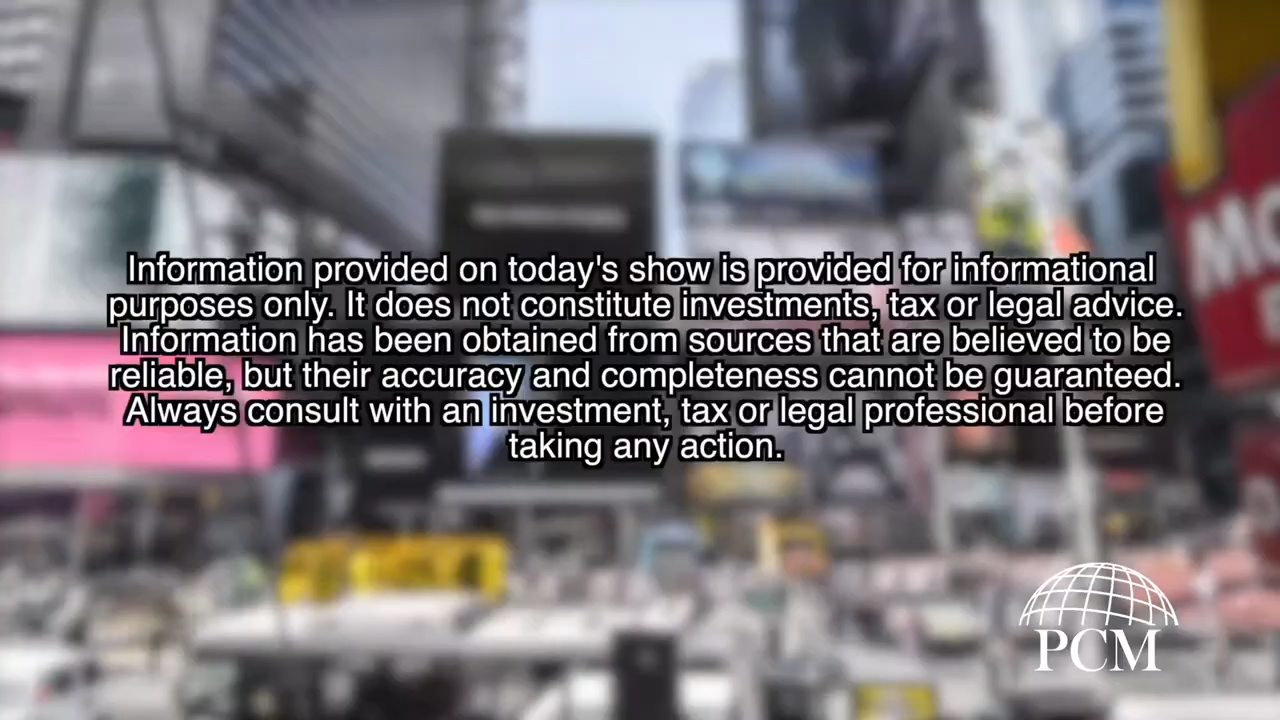 Information provided on today's show is provided for informational
purposes only. It does not constitute investments, tax or legal advice.
Information has been obtained from sources that are believed to be
reliable, but their accuracy and completeness cannot be guaranteed.
Always consult with an investment, tax or legal professional before
taking any action.
PCM